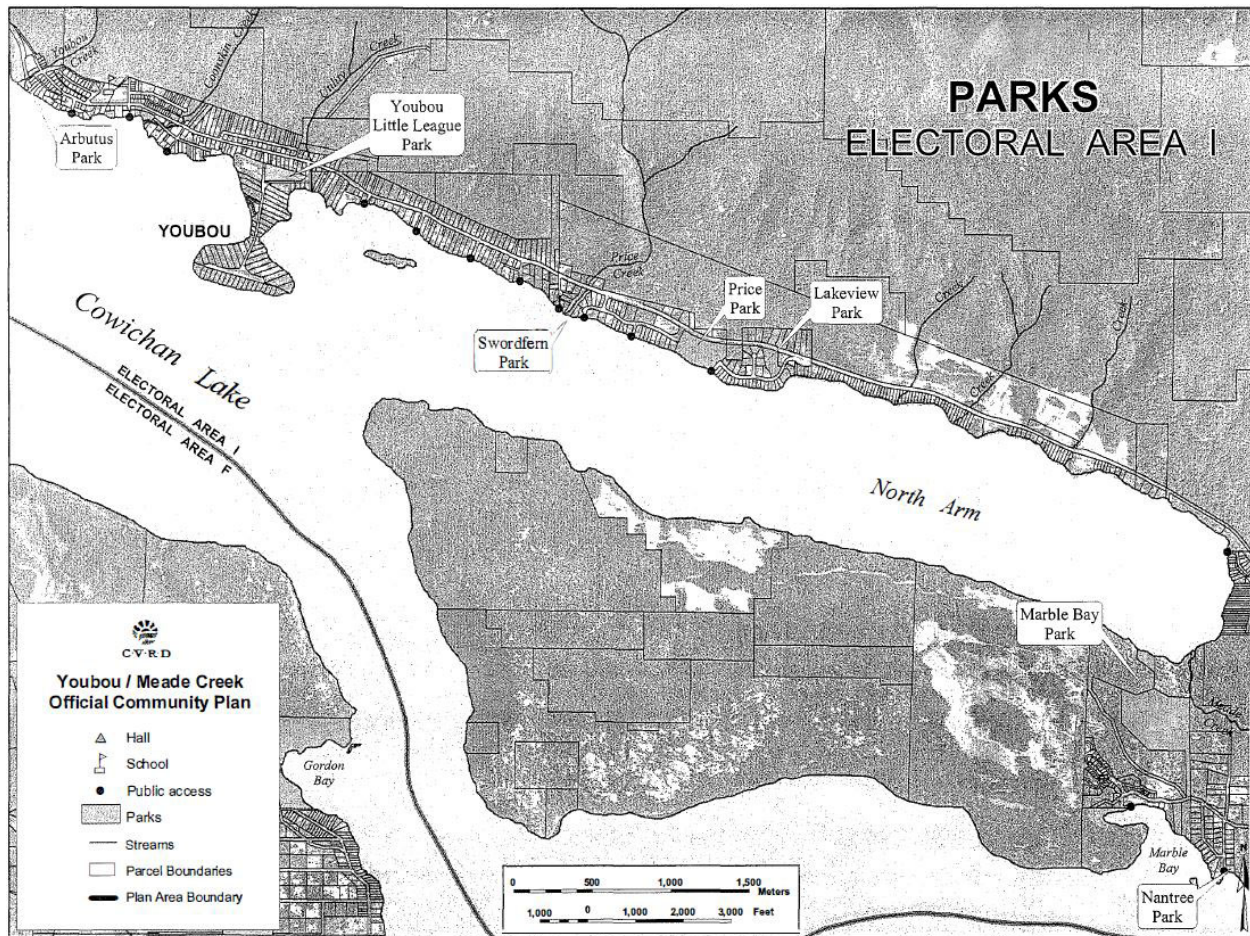 PARKS
ELECTORAL AREA I
Youbou
Creek
Coonskin Creek
Creek
Youbou
Little League
Park
Arbutus
Park
YOUBOU
Price
Creek
Price
Park
Lakeview
Park
Swordfern
Park
Creek
Creek
Creek
Cowichan Lake
ELECTORAL AREA I
ELECTORAL AREA F
North Arm
Marble Bay
Park
Gordon
Bay
Marble
Bay
Nantree
Park
N
C·V·R·D
Youbou / Meade Creek
Official Community Plan
Hall
School
Public access
Parks
Streams
Parcel Boundaries
Plan Area Boundary
0 500 1,000 1,500
Meters
1,000 0 1,000 2,000 3,000 Feet